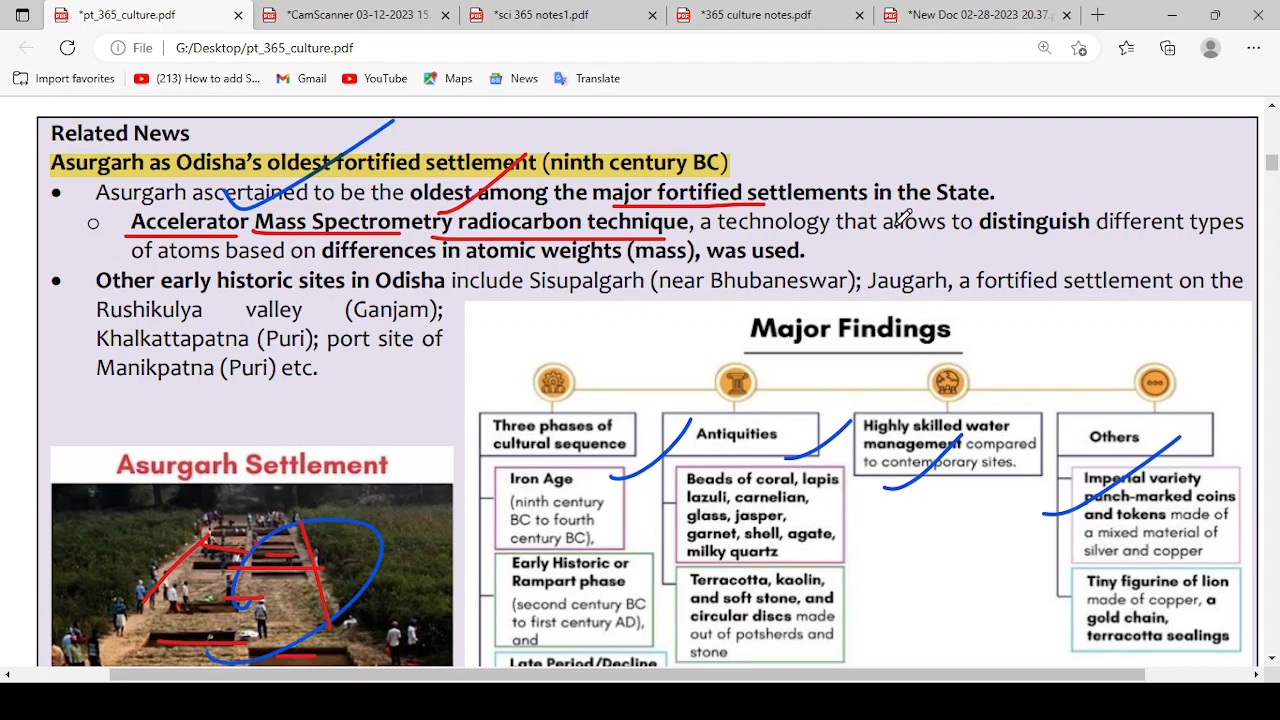 *pt_365_culture.pdf
*CamScanner 03-12-2023 15.
*sci 365 notes1.pdf
*365 culture notes.pdf
*New Doc 02-28-2023 20.37.p
File
G:/Desktop/pt_365_culture.pdf
Import favorites
(213) How to add S...
Gmail
YouTube
Maps
News
Translate
Related News
Asurgarh as Odisha's oldest fortified settlement (ninth century BC)
• Asurgarh ascertained to be the oldest among the major fortified settlements in the State.
o Accelerator Mass Spectrometry radiocarbon technique, a technology that allows to distinguish different types
of atoms based on differences in atomic weights (mass), was used.
• Other early historic sites in Odisha include Sisupalgarh (near Bhubaneswar); Jaugarh, a fortified settlement on the
Rushikulya valley (Ganjam);
Khalkattapatna (Puri); port site of
Manikpatna (Puri) etc.
Asurgarh Settlement
Major Findings
Three phases of
cultural sequence
Iron Age
(ninth century
BC to fourth
century BC),
Early Historic or
Rampart phase
(second century BC
to first century AD),
and
Late Period/Decline
Antiquities
Beads of coral, lapis
lazuli, carnelian,
glass, jasper,
garnet, shell, agate,
milky quartz
Terracotta, kaolin,
and soft stone, and
circular discs made
out of potsherds and
stone
Highly skilled water
management compared
to contemporary sites.
Others
Imperial variety
punch-marked coins
and tokens made of
a mixed material of
silver and copper
Tiny figurine of lion
made of copper, a
gold chain,
terracotta sealings